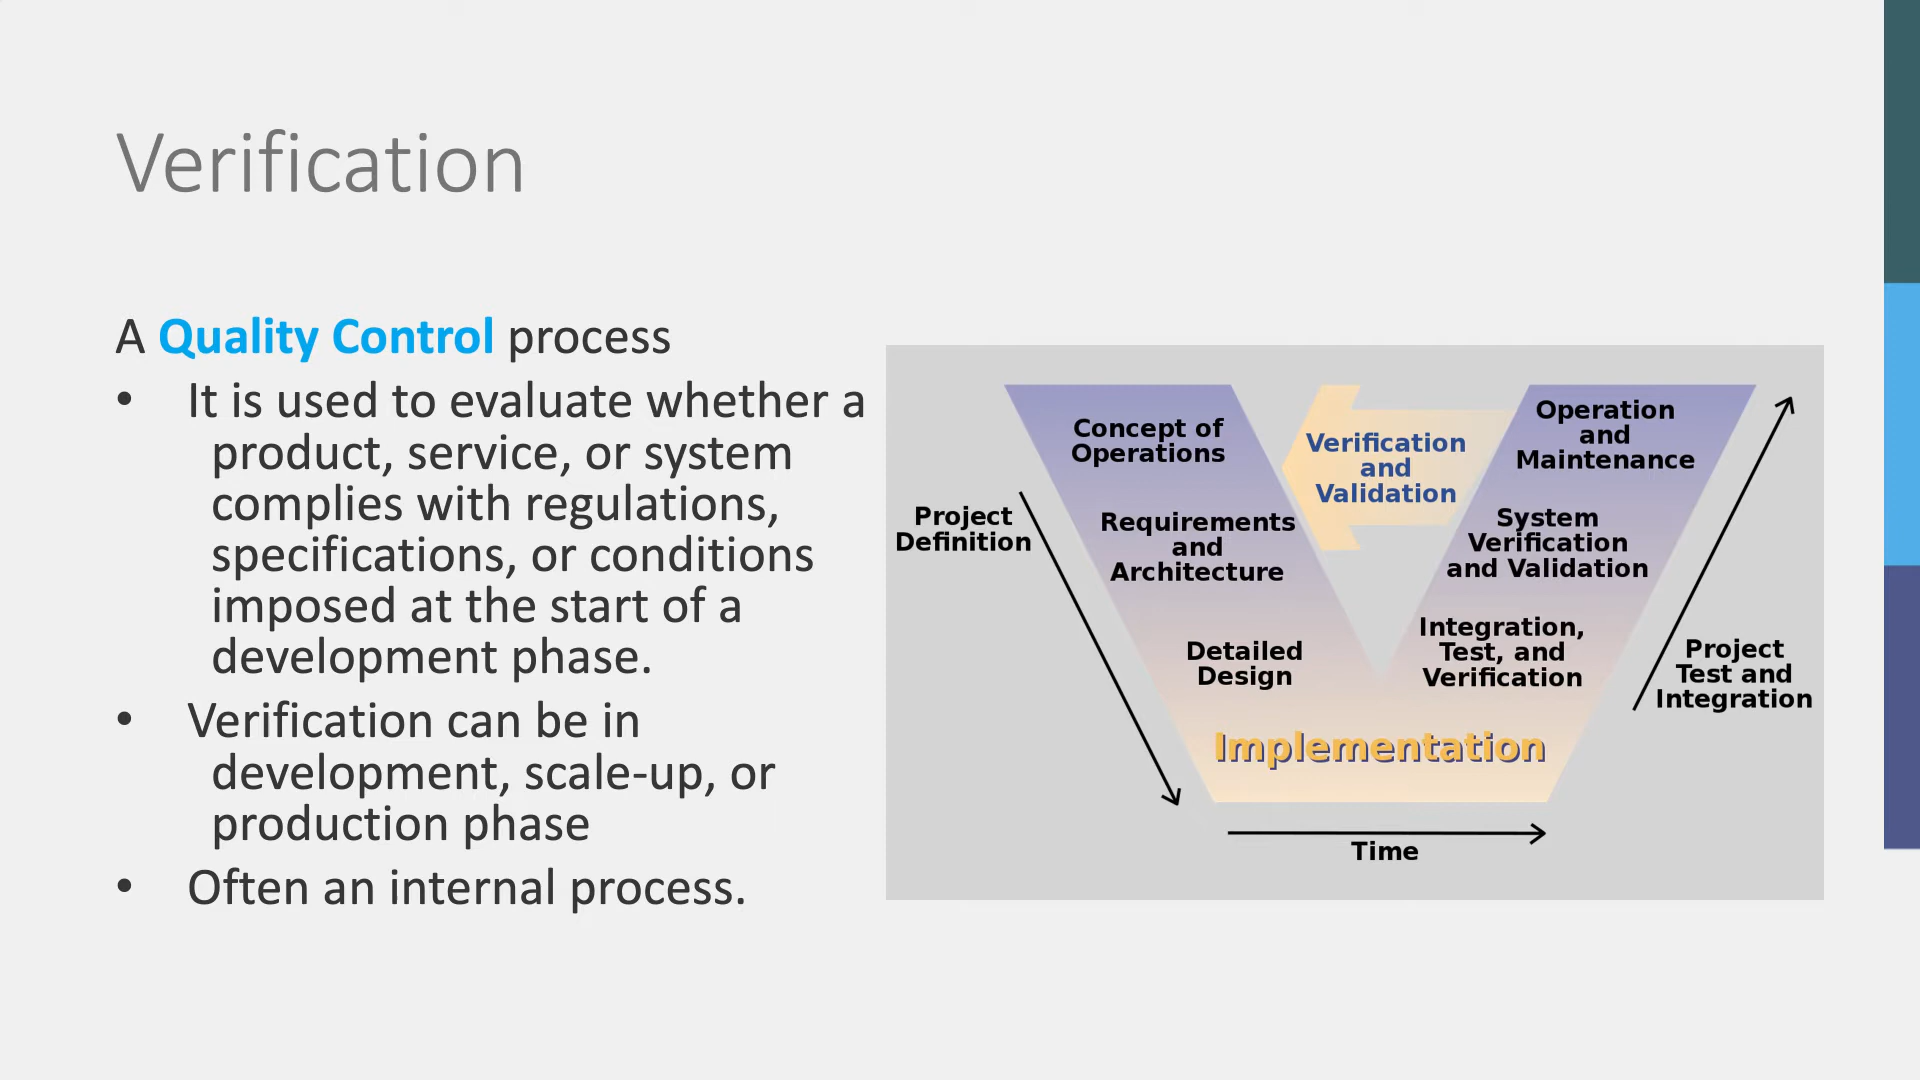 Verification
A Quality Control process
• It is used to evaluate whether a
product, service, or system
complies with regulations,
specifications, or conditions
imposed at the start of a
development phase.
• Verification can be in
development, scale-up, or
production phase
• Often an internal process.
Concept of
Operations
Verification
and
Validation
Operation
and
Maintenance
Project
Definition
Requirements
and
Architecture
System
Verification
and Validation
Detailed
Design
Integration,
Test, and
Verification
Project
Test and
Integration
Implementation
Time